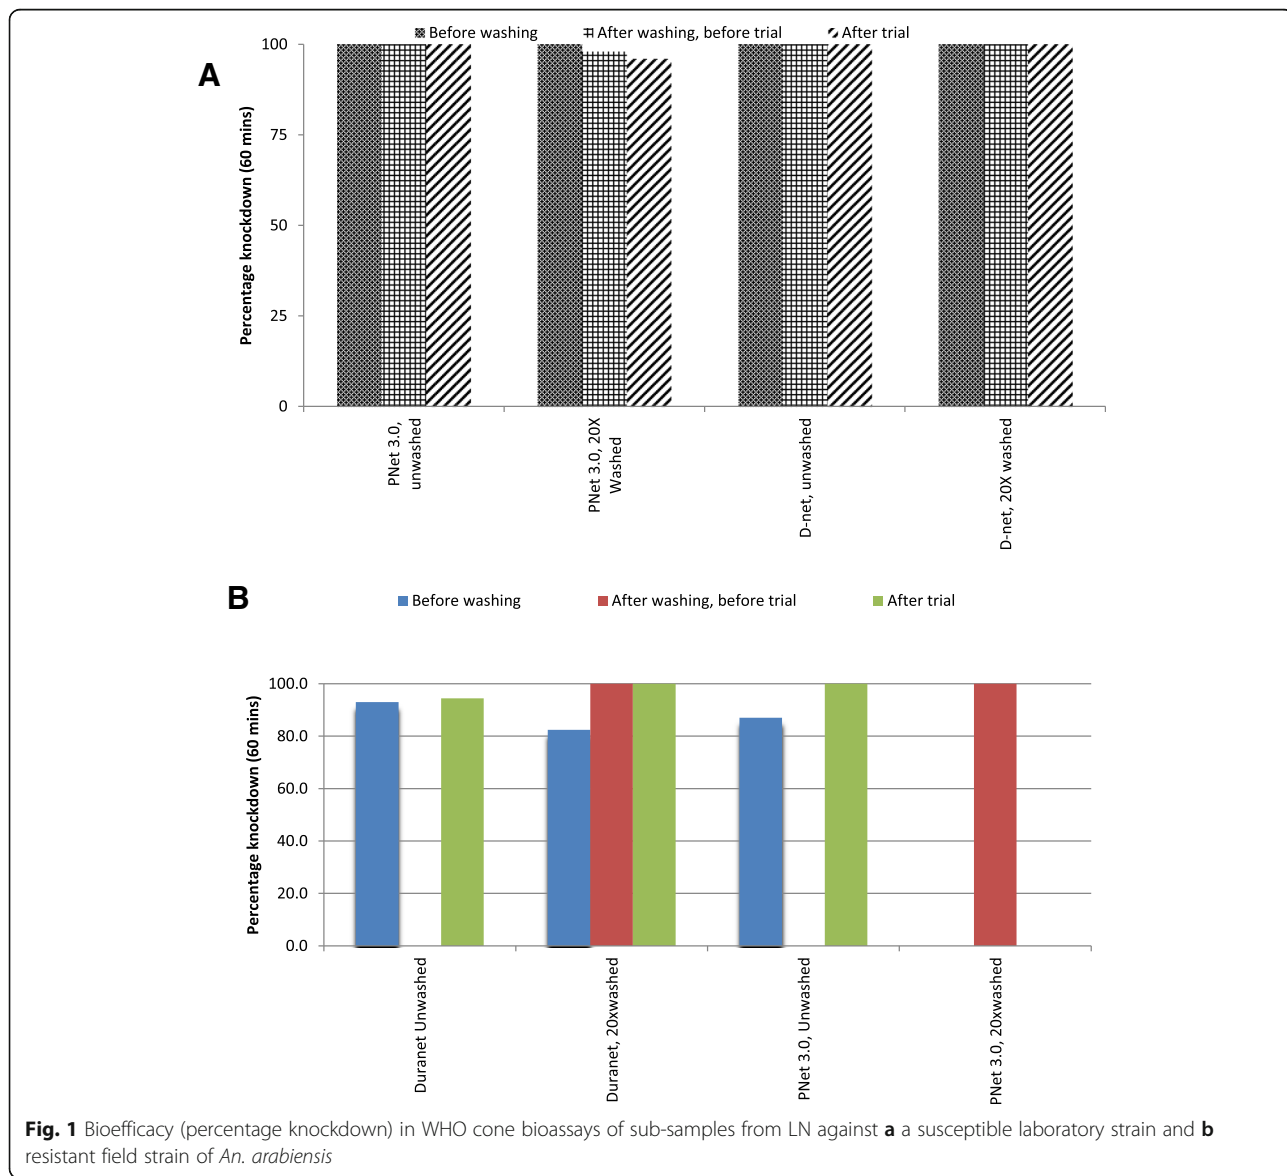 A
Before washing After washing, before trial After trial
Percentage knockdown (60 mins)
100
75
50
25
0
PNet 3.0,
unwashed
PNet 3.0, 20X
Washed
D-net, unwashed
D-net, 20X washed
B
Before washing After washing, before trial After trial
Percentage knockdown (60 mins)
100.0
80.0
60.0
40.0
20.0
0.0
Duranet Unwashed
Duranet, 20xwashed
PNet 3.0, Unwashed
PNet 3.0, 20xwashed
Fig. 1 Bioefficacy (percentage knockdown) in WHO cone bioassays of sub-samples from LN against a a susceptible laboratory strain and b
resistant field strain of An. arabiensis